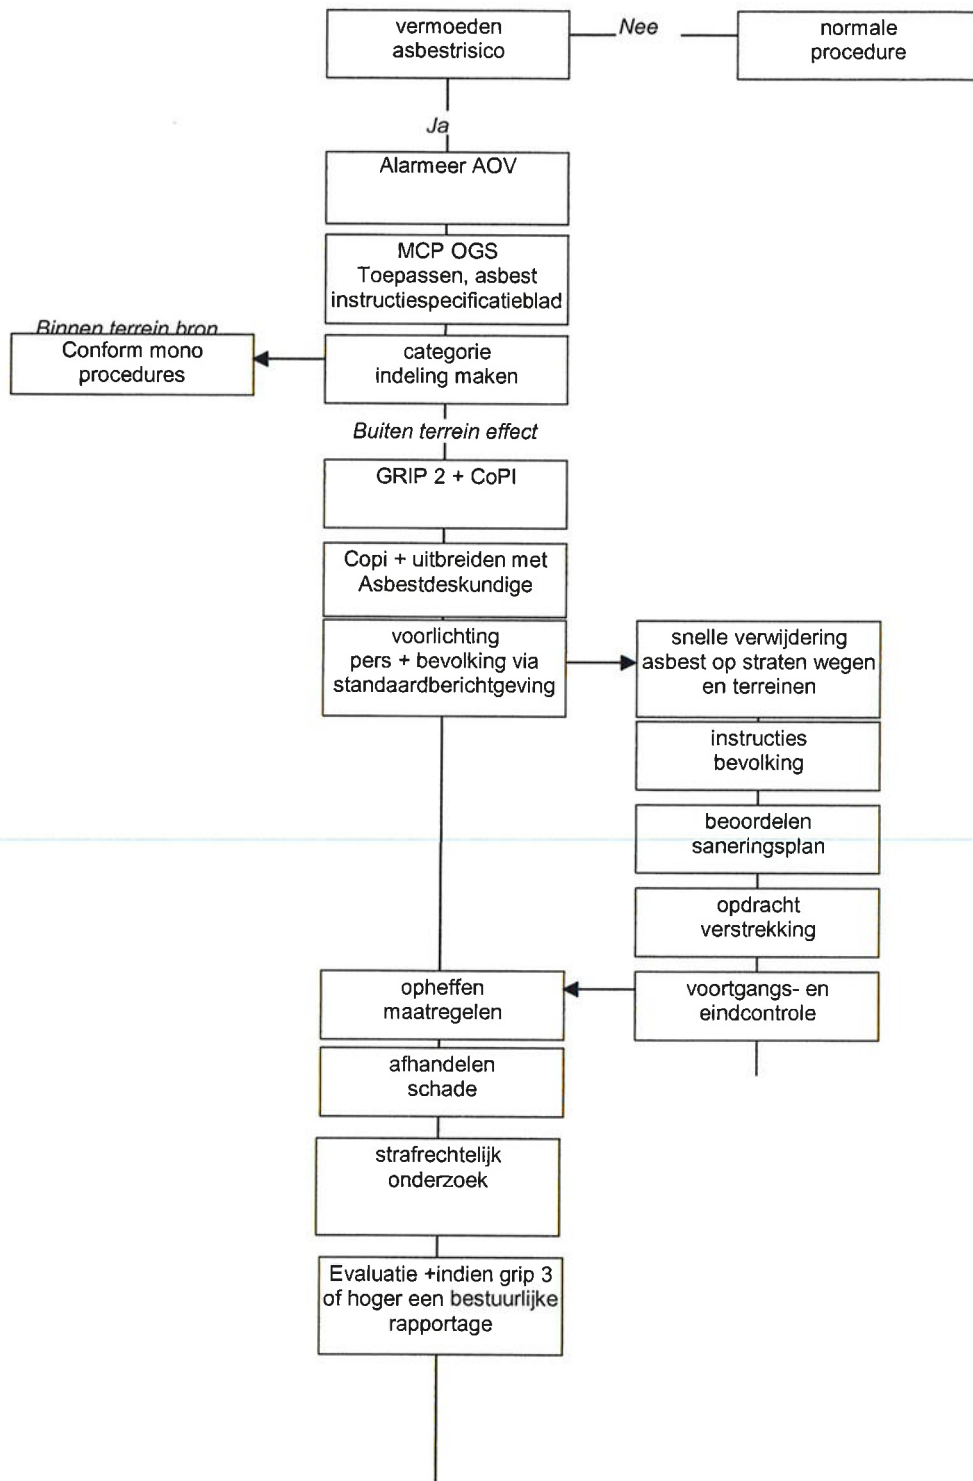 vermoeden
asbestrisico
Nee
normale
procedure
Ja
Alarmeer AOV
MCP OGS
Toepassen, asbest
instructiespecificatieblad
Binnen terrein bron
Conform mono
procedures
categorie
indeling maken
Buiten terrein effect
GRIP 2 + CoPI
Copi + uitbreiden met
Asbestdeskundige
voorlichting
pers + bevolking via
standaardberichtgeving
snelle verwijdering
asbest op straten wegen
en terreinen
instructies
bevolking
beoordelen
saneringsplan
opdracht
verstrekking
voortgangs- en
eindcontrole
opheffen
maatregelen
afhandelen
schade
strafrechtelijk
onderzoek
Evaluatie +indien grip 3
of hoger een bestuurlijke
rapportage